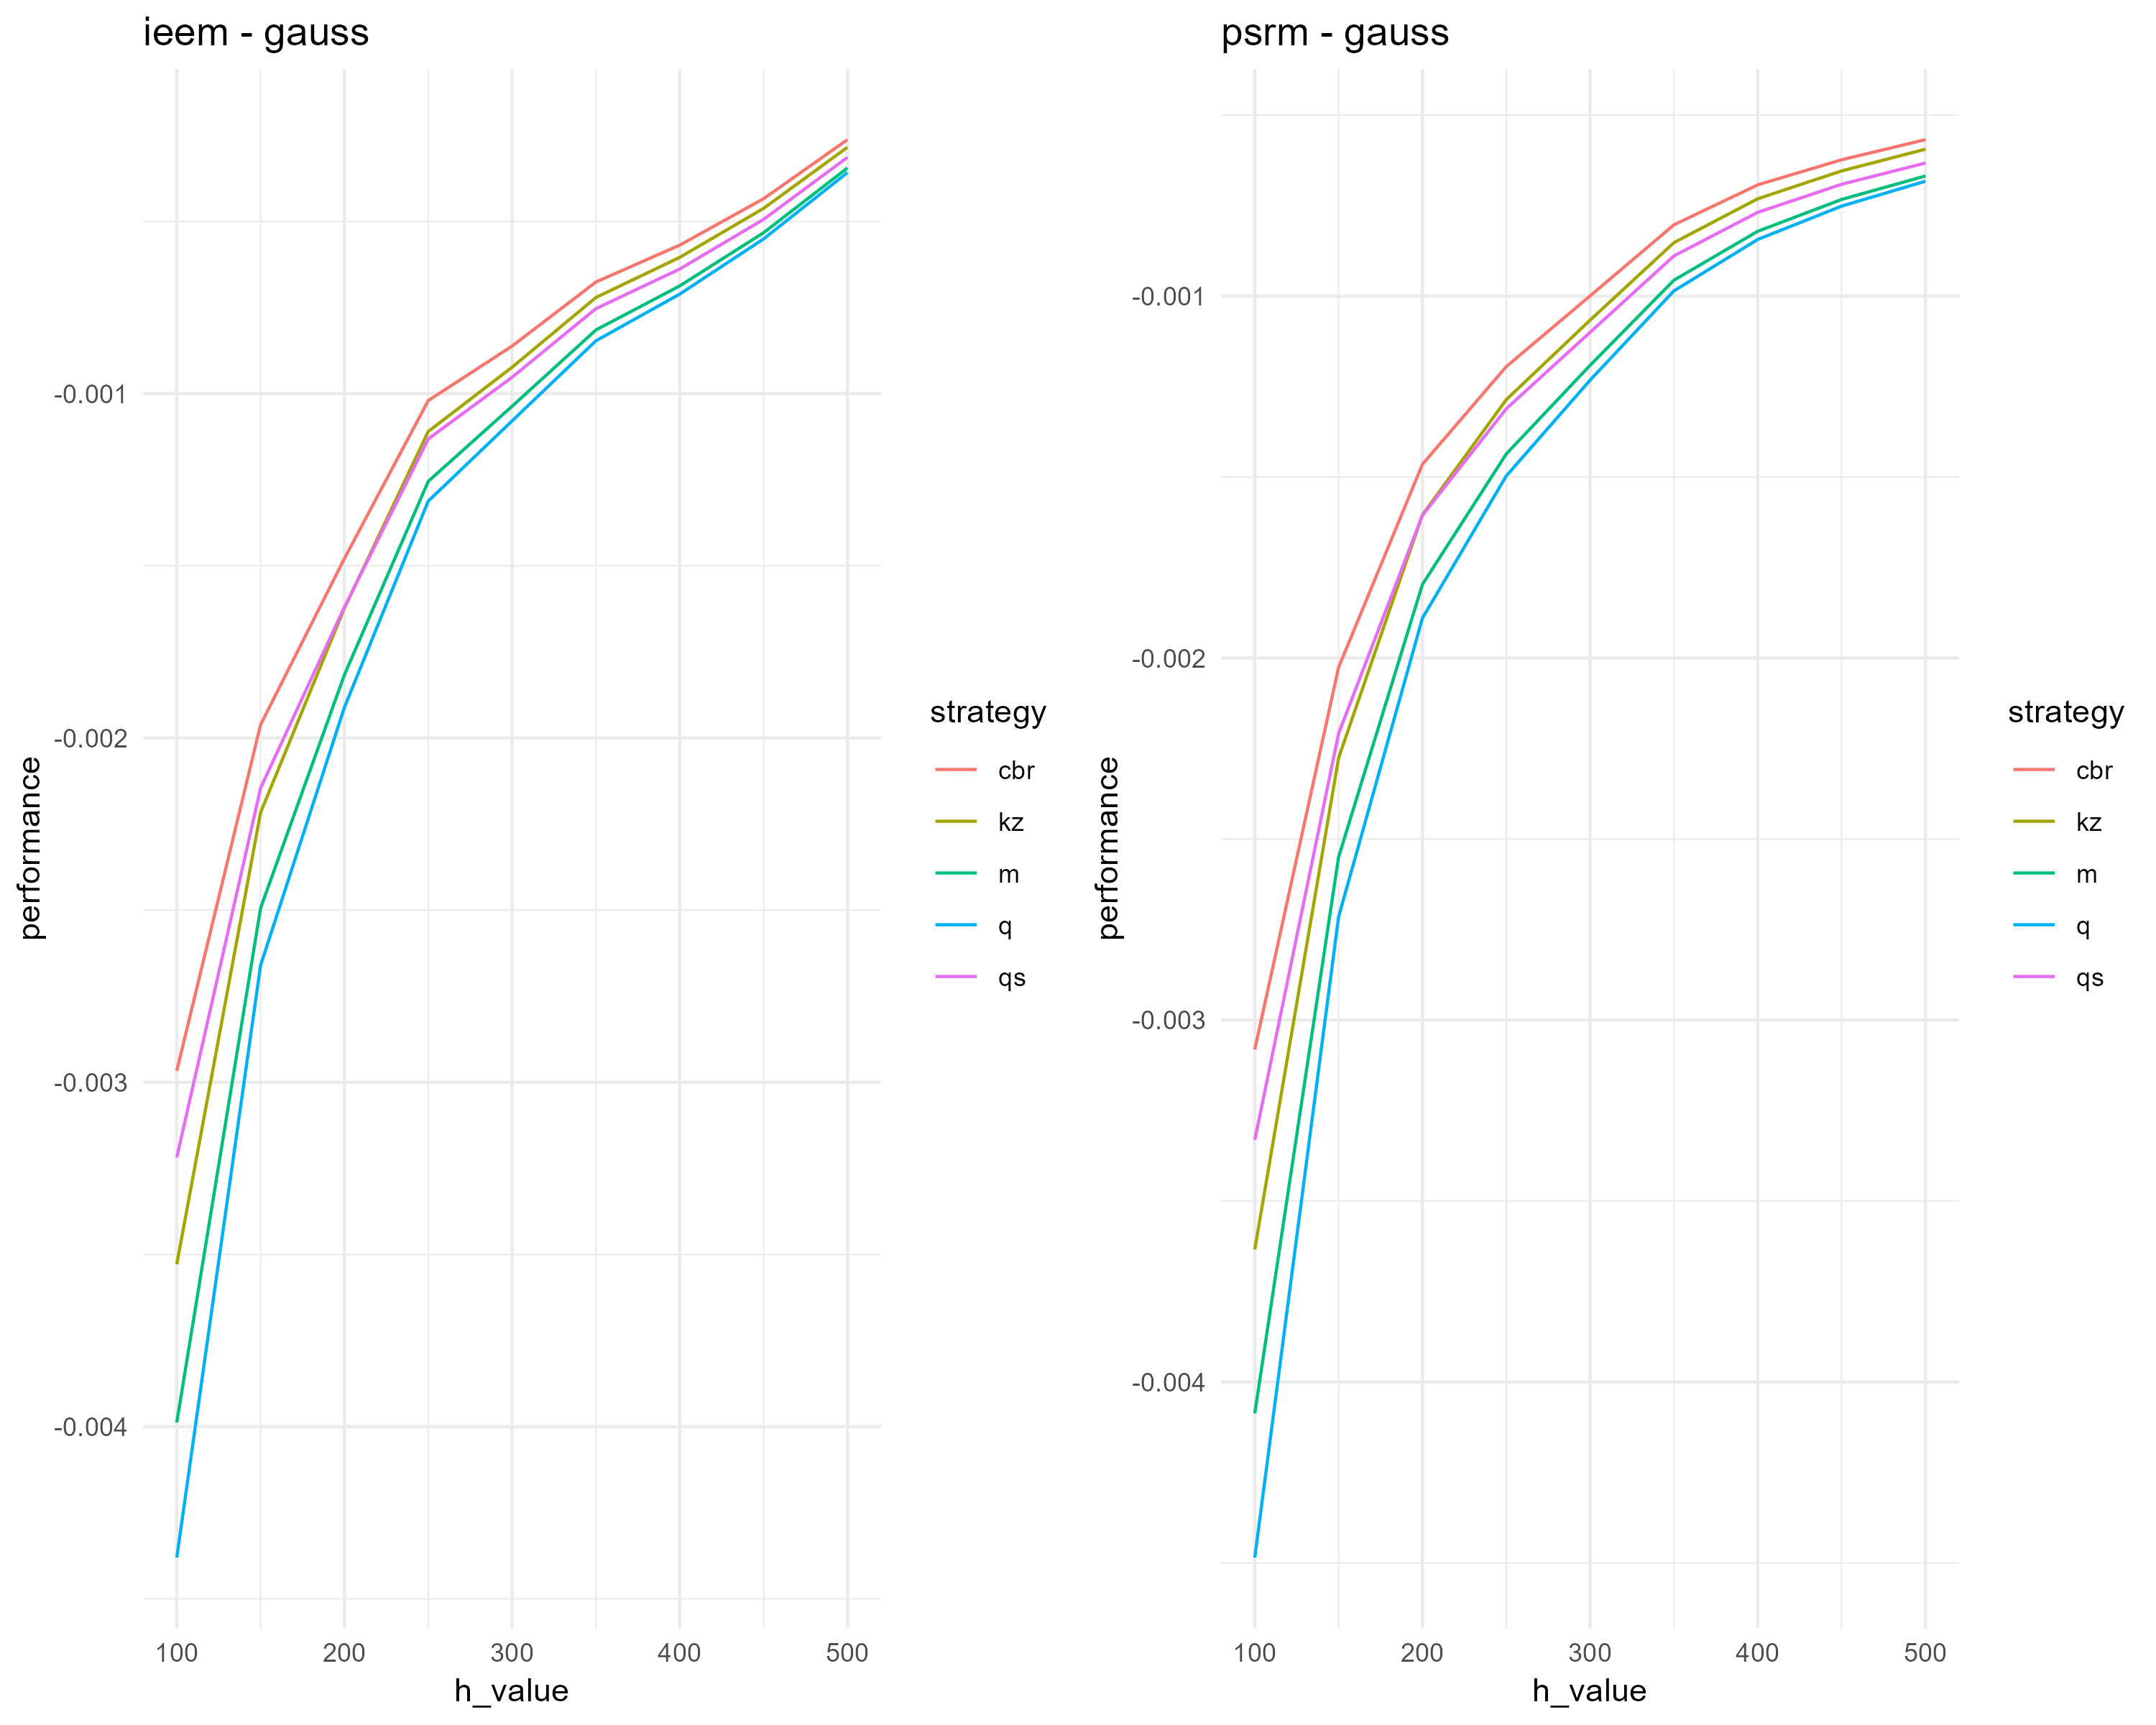 ieem - gauss
performance
-0.001
-0.002
-0.003
-0.004
100 200 300 400 500
h_value
strategy
cbr
kz
m
q
qs
psrm - gauss
performance
-0.001
-0.002
-0.003
-0.004
100 200 300 400 500
h_value
strategy
cbr
kz
m
q
qs